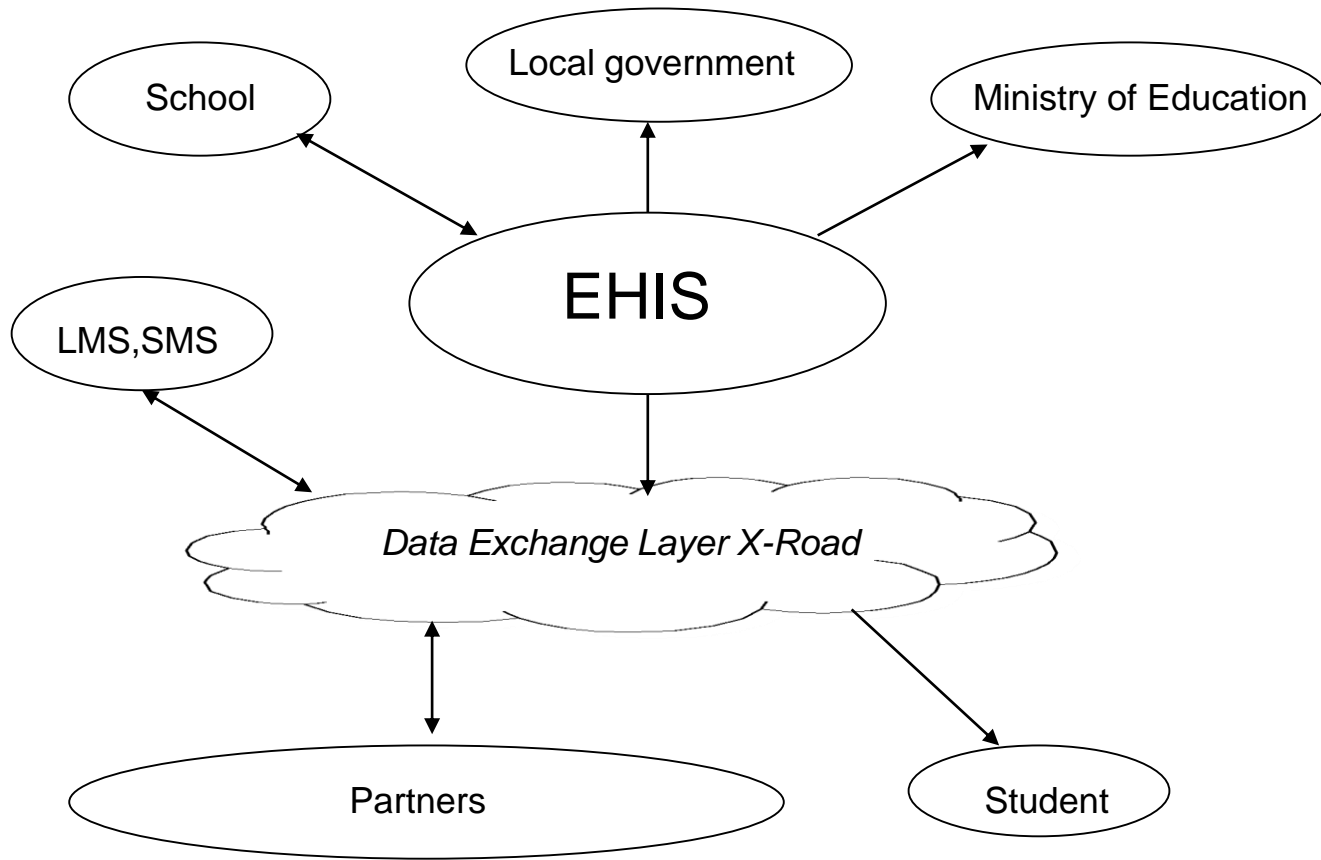 Local government
School
Ministry of Education
EHIS
LMS,SMS
Data Exchange Layer X-Road
Partners
Student